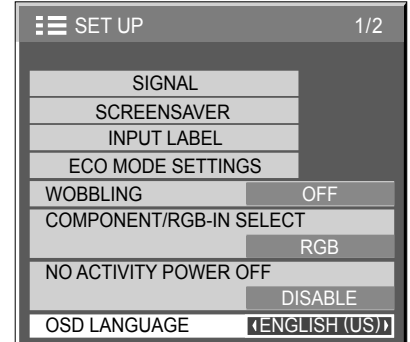 SET UP 1/2
SIGNAL
SCREENSAVER
INPUT LABEL
ECO MODE SETTINGS
WOBBLING OFF
COMPONENT/RGB-IN SELECT
RGB
NO ACTIVITY POWER OFF
DISABLE
OSD LANGUAGE ENGLISH (US)